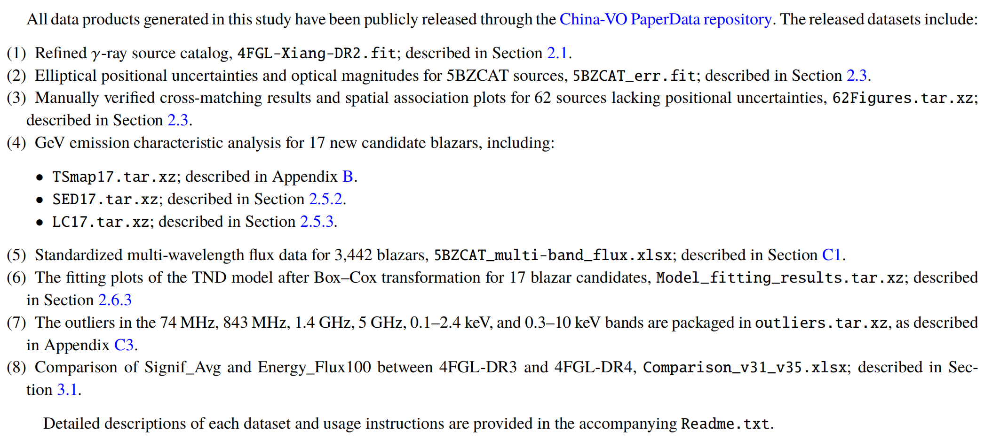 All data products generated in this study have been publicly released through the China-VO PaperData repository. The released datasets include:
(1) Refined γ-ray source catalog, 4FGL-Xiang-DR2.fit; described in Section 2.1.
(2) Elliptical positional uncertainties and optical magnitudes for 5BZCAT sources, 5BZCAT_err.fit; described in Section 2.3.
(3) Manually verified cross-matching results and spatial association plots for 62 sources lacking positional uncertainties, 62Figures.tar.xz;
described in Section 2.3.
(4) GeV emission characteristic analysis for 17 new candidate blazars, including:
• TSmap17.tar.xz; described in Appendix B.
• SED17.tar.xz; described in Section 2.5.2.
• LC17.tar.xz; described in Section 2.5.3.
(5) Standardized multi-wavelength flux data for 3,442 blazars, 5BZCAT_multi-band_flux.xlsx; described in Section C1.
(6) The fitting plots of the TND model after Box–Cox transformation for 17 blazar candidates, Model_fitting_results.tar.xz; described
in Section 2.6.3
(7) The outliers in the 74 MHz, 843 MHz, 1.4 GHz, 5 GHz, 0.1–2.4 keV, and 0.3–10 keV bands are packaged in outliers.tar.xz, as described
in Appendix C3.
(8) Comparison of Signif_Avg and Energy_Flux100 between 4FGL-DR3 and 4FGL-DR4, Comparison_v31_v35.xlsx; described in Sec-
tion 3.1.
Detailed descriptions of each dataset and usage instructions are provided in the accompanying Readme.txt.